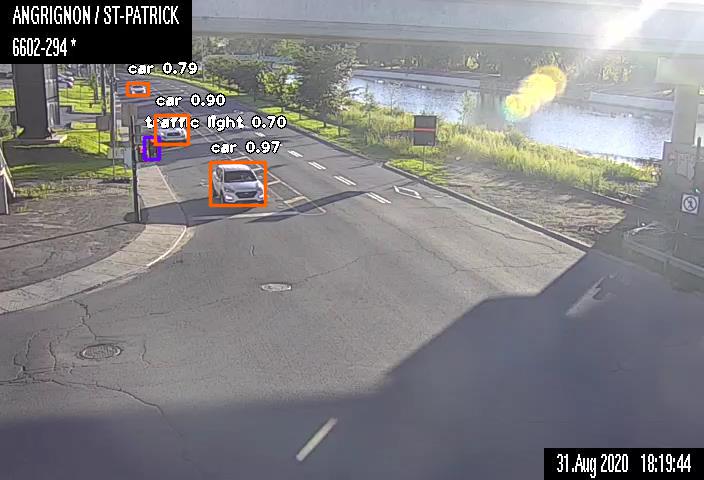 ANGRIGNON / ST-PATRICK
6602-294 *
car 0.79
car 0.90
traffic light 0.70
car 0.97
31.Aug 2020 18:19:44